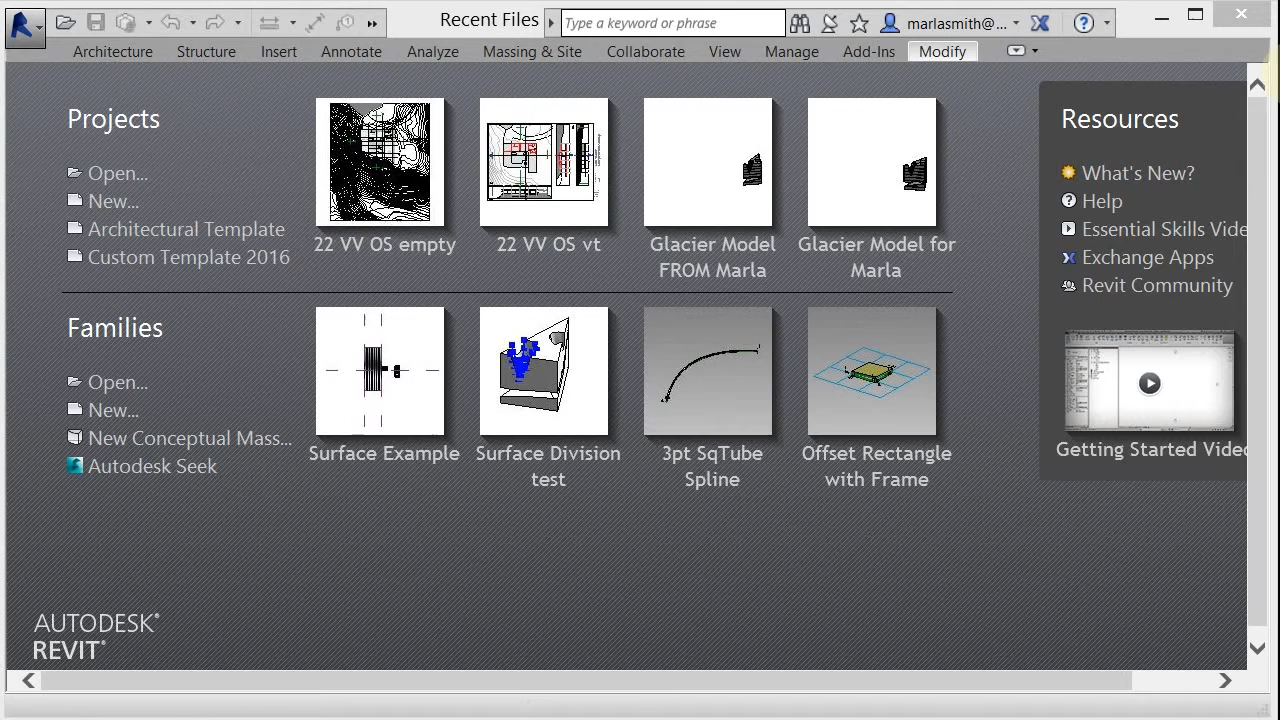 Recent Files
Type a keyword or phrase
marlasmith@...
Architecture Structure Insert Annotate Analyze Massing & Site Collaborate View Manage Add-Ins Modify
Projects
Open...
New...
Architectural Template
Custom Template 2016
22 VV OS empty
22 VV OS vt
Glacier Model
FROM Marla
Glacier Model for
Marla
Families
Open...
New...
New Conceptual Mass...
Autodesk Seek
Surface Example
Surface Division
test
3pt SqTube
Spline
Offset Rectangle
with Frame
Resources
What's New?
Help
Essential Skills Vide
Exchange Apps
Revit Community
Getting Started Video
AUTODESK®
REVIT®